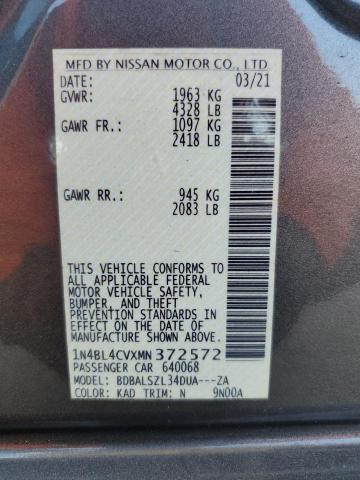 MFD BY NISSAN MOTOR CO., LTD.
DATE: 03/21
GVWR: 1963 KG
4328 LB
GAWR FR.: 1097 KG
2418 LB
GAWR RR.: 945 KG
2083 LB
THIS VEHICLE CONFORMS TO
ALL APPLICABLE FEDERAL
MOTOR VEHICLE SAFETY,
BUMPER, AND THEFT
PREVENTION STANDARDS
IN EFFECT ON THE DATE OF
MANUFACTURE SHOWN
ABOVE.
1N4BL4CVXMN372572
PASSENGER CAR 640068
MODEL: BDBALSZL34DUA---ZA
COLOR: KAD TRIM: N 9N00A